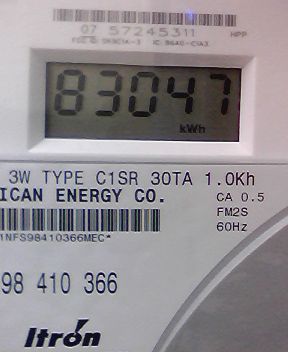 07 57245311
HPP
83047
kWh
3W TYPE C1SR 30TA 1.0Kh
ICAN ENERGY CO.
CA 0.5
FM2S
60Hz
1NFS98410366MEC*
98 410 366
Itron